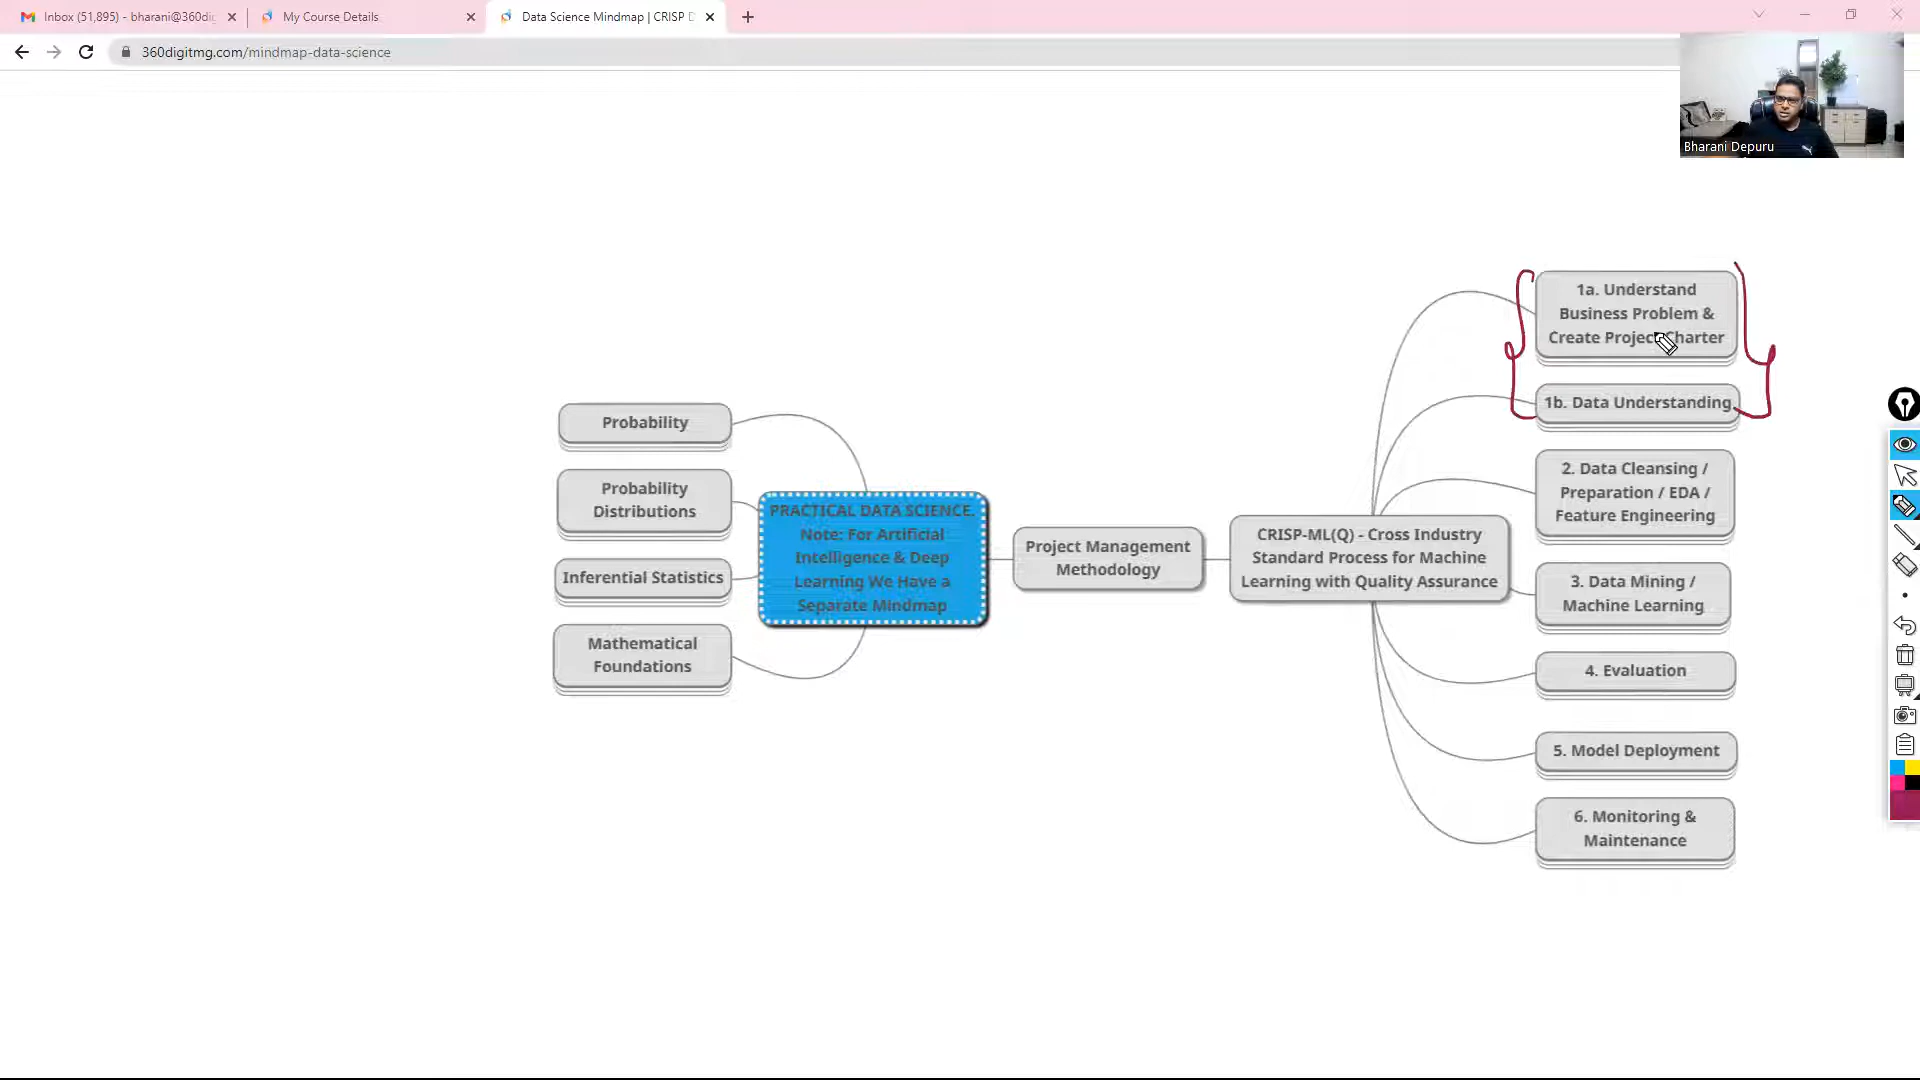 Inbox (51,895) - bharani@360di
My Course Details
Data Science Mindmap | CRISP D
360digitmg.com/mindmap-data-science
Bharani Depuru
1a. Understand
Business Problem &
Create Project Charter
1b. Data Understanding
2. Data Cleansing /
Preparation / EDA /
Feature Engineering
3. Data Mining /
Machine Learning
4. Evaluation
5. Model Deployment
6. Monitoring &
Maintenance
CRISP-ML(Q) - Cross Industry
Standard Process for Machine
Learning with Quality Assurance
Project Management
Methodology
PRACTICAL DATA SCIENCE.
Note: For Artificial
Intelligence & Deep
Learning We Have a
Separate Mindmap
Probability
Probability
Distributions
Inferential Statistics
Mathematical
Foundations